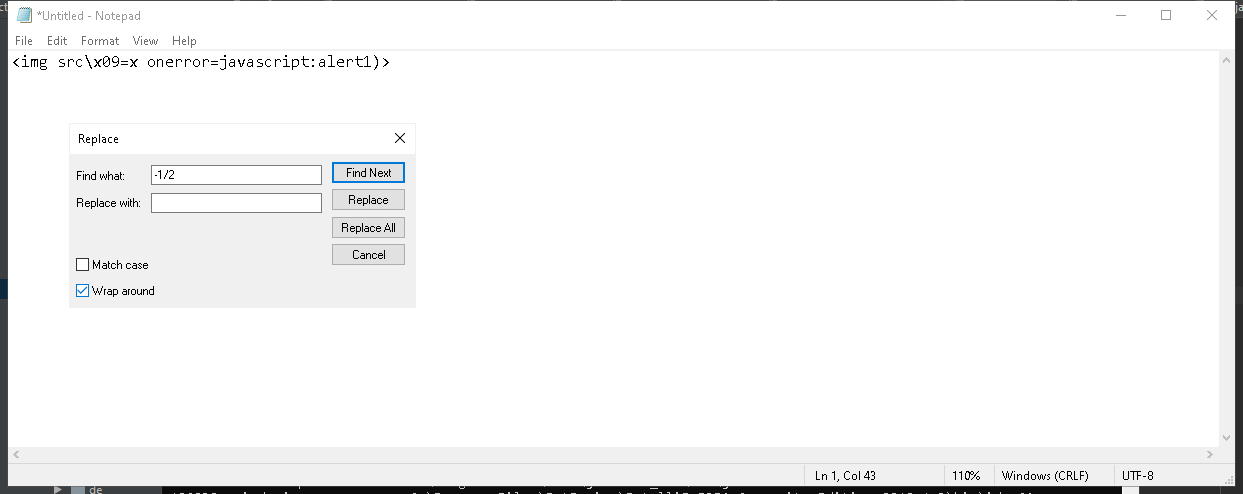 *Untitled - Notepad
File Edit Format View Help
<img src\x09=x onerror=javascript:alert1)>
Replace
Find what: -1/2 Find Next
Replace with: Replace
Replace All
Cancel
Match case
Wrap around
Ln 1, Col 43 110% Windows (CRLF) UTF-8
de